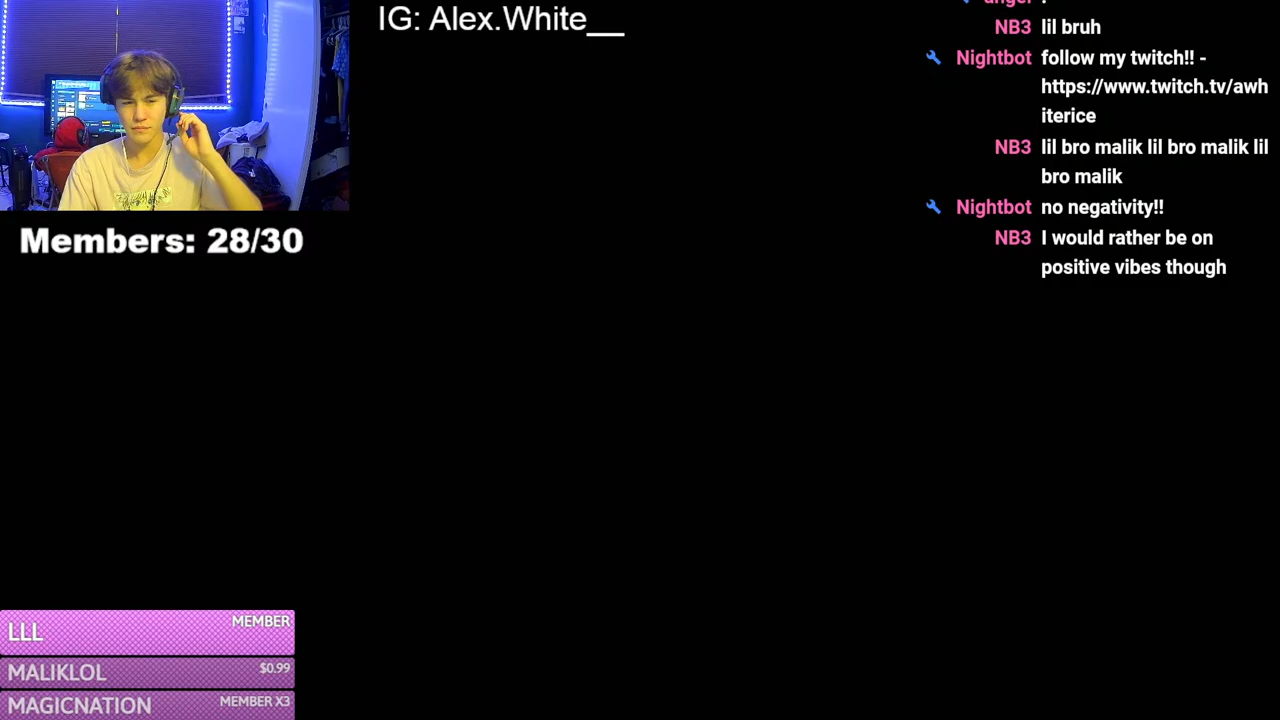 IG: Alex.White__
NB3 lil bruh
Nightbot follow my twitch!! -
https://www.twitch.tv/awh
iterice
NB3 lil bro malik lil bro malik lil
bro malik
Nightbot no negativity!!
NB3 I would rather be on
positive vibes though
Members: 28/30
LLL MEMBER
MALIKLOL $0.99
MAGICNATION MEMBER X3